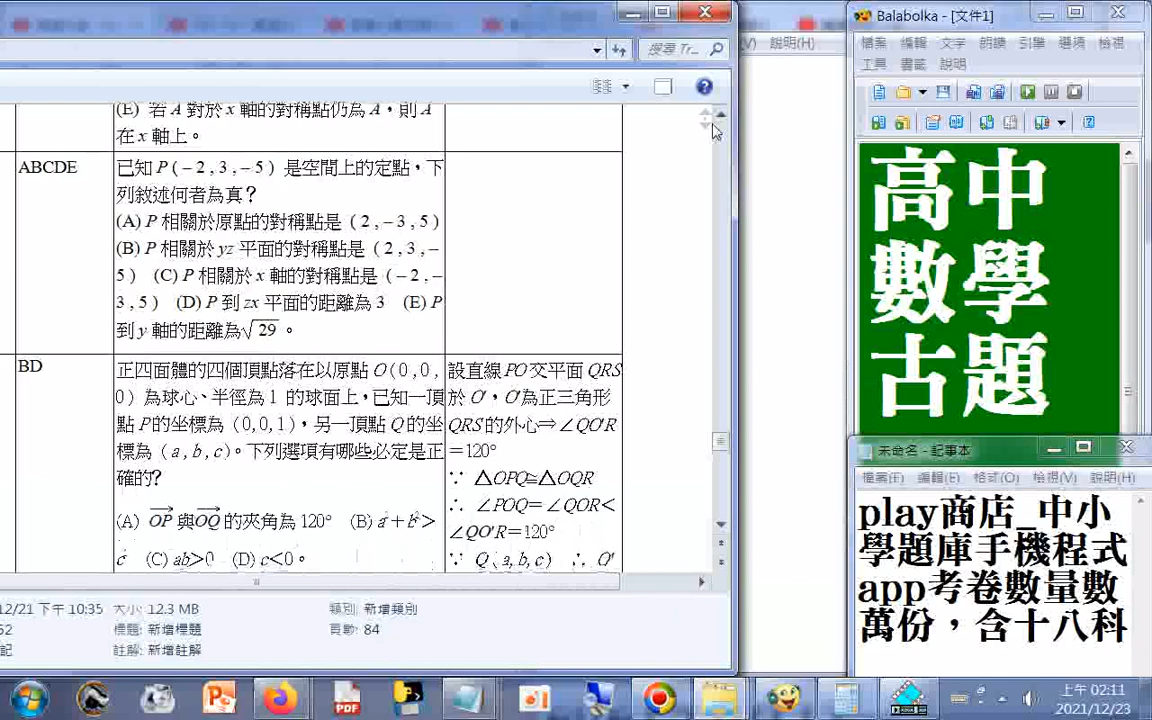 搜尋 Tr...
(V) 說明(H)
(E) 若 A 對於 x 軸的對稱點仍為 A，則 A
在 x 軸上。
ABCDE
已知 P (－2 , 3 , －5 ) 是空間上的定點，下
列敘述何者為真？
(A) P 相關於原點的對稱點是 ( 2 , －3 , 5 )
(B) P 相關於 yz 平面的對稱點是 ( 2 , 3 , －
5 ) (C) P 相關於 x 軸的對稱點是 (－2 , －
3 , 5 ) (D) P 到 zx 平面的距離為 3 (E) P
到 y 軸的距離為√29 。
BD
正四面體的四個頂點落在以原點 O (0 , 0 ,
0) 為球心、半徑為 1 的球面上，已知一頂
點 P 的坐標為 (0 , 0 , 1)，另一頂點 Q 的坐
標為 (a , b , c)。下列選項有哪些必定是正
確的？
(A) OP 與OQ 的夾角為 120° (B) a²＋b²＞
c² (C) ab＞0 (D) c＜0。
設直線 PO 交平面 QRS
於 O′，O′為正三角形
QRS 的外心⇒∠QO′R
＝120°
∵ △OPQ≅△OQR
∴ ∠POQ＝∠QOR＜
∠QO′R＝120°
∵ Q (a, b, c) ∴ O′
12/21 下午 10:35 大小: 12.3 MB 類別: 新增類別
52 標題: 新增標題 頁數: 84
記 註解: 新增註解
Balabolka - [文件1]
檔案 編輯 文字 朗讀 引擎 選項 檢視
工具 書籤 說明
高中
數學
古題
未命名 - 記事本
檔案(F) 編輯(E) 格式(O) 檢視(V) 說明(H)
play商店_中小
學題庫手機程式
app考卷數量數
萬份，含十八科
上午 02:11
2021/12/23